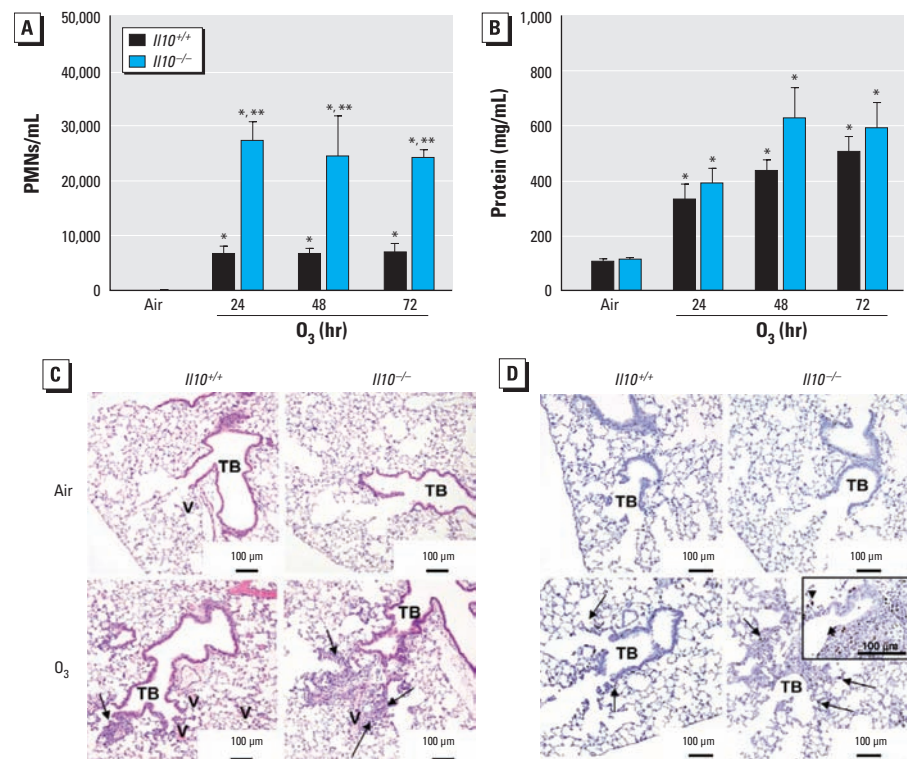 A
50,000
40,000
30,000
20,000
10,000
0
PMNs/mL
Il10+/+
Il10–/–
*, **
*, **
*, **
*
*
*
Air
24
48
72
O3 (hr)
B
1,000
800
600
400
200
0
Protein (mg/mL)
*
*
*
*
*
*
Air
24
48
72
O3 (hr)
C
Il10+/+
Il10–/–
Air
TB
V
100 µm
TB
100 µm
O3
TB
V
V
V
100 µm
TB
V
100 µm
D
Il10+/+
Il10–/–
TB
100 µm
TB
100 µm
TB
100 µm
100 µm
TB
100 µm